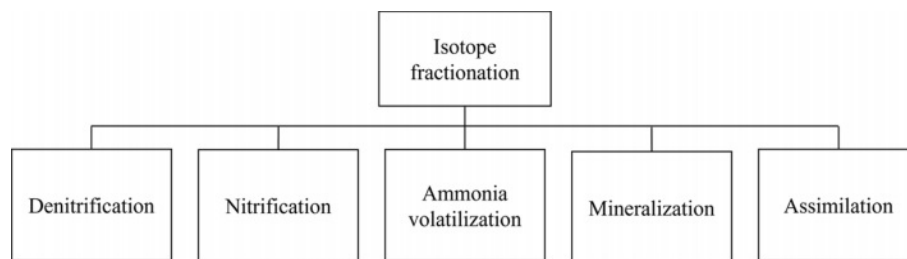 Isotope
fractionation
Denitrification
Nitrification
Ammonia
volatilization
Mineralization
Assimilation